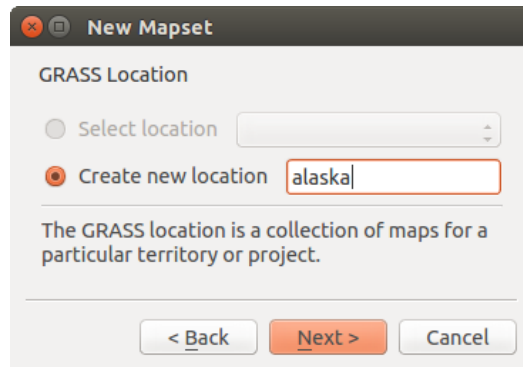 New Mapset
GRASS Location
Select location
Create new location alaska
The GRASS location is a collection of maps for a
particular territory or project.
< Back Next > Cancel